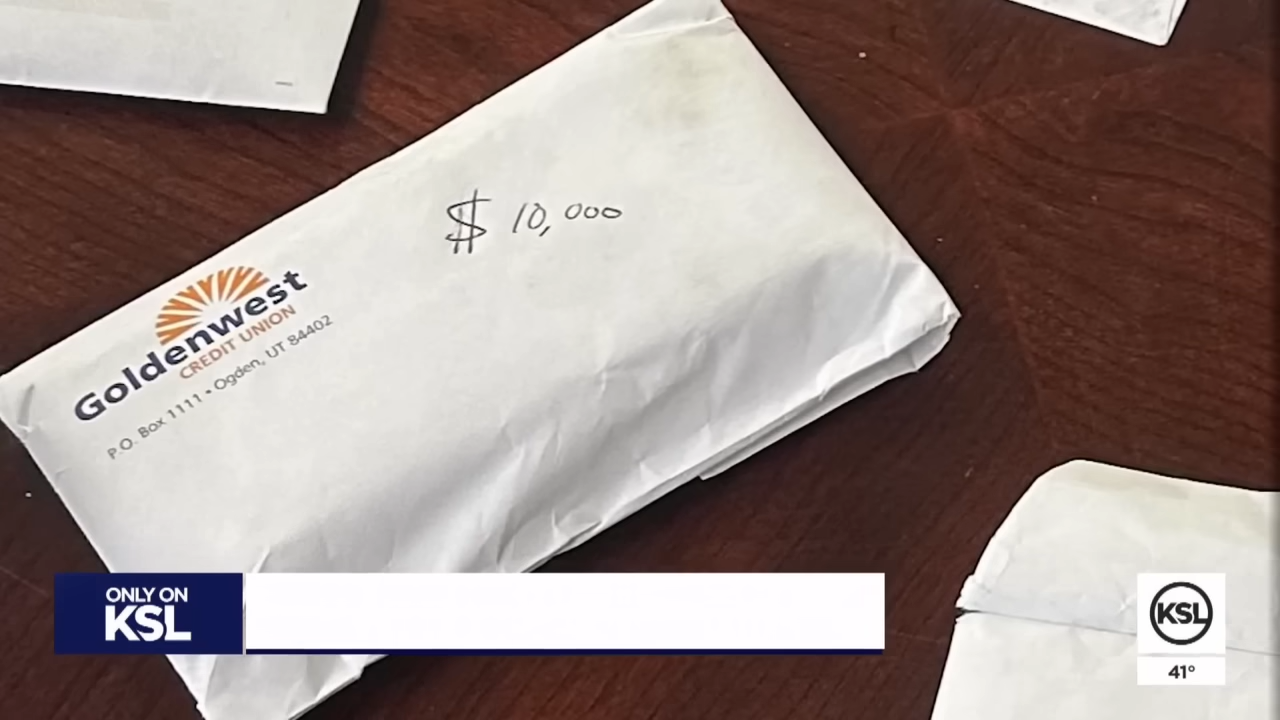 $ 10,000
Goldenwest
CREDIT UNION
P.O. Box 1111 • Ogden, UT 84402
ONLY ON
KSL
KSL
41°